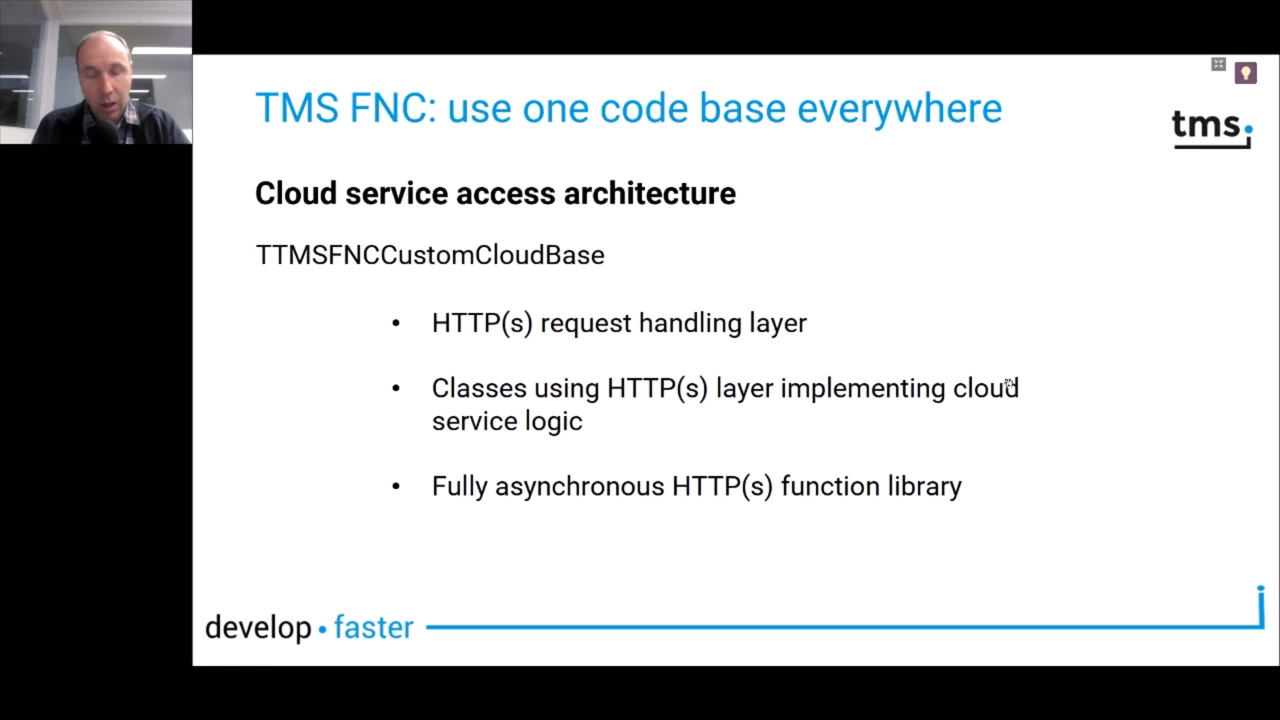 TMS FNC: use one code base everywhere
tms.
Cloud service access architecture
TTMSFNCCustomCloudBase
• HTTP(s) request handling layer
• Classes using HTTP(s) layer implementing cloud
service logic
• Fully asynchronous HTTP(s) function library
develop • faster